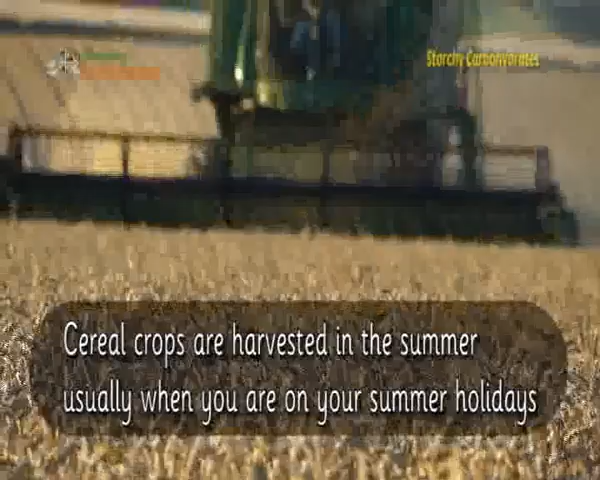 Starchy Carbohydrates
Cereal crops are harvested in the summer
usually when you are on your summer holidays